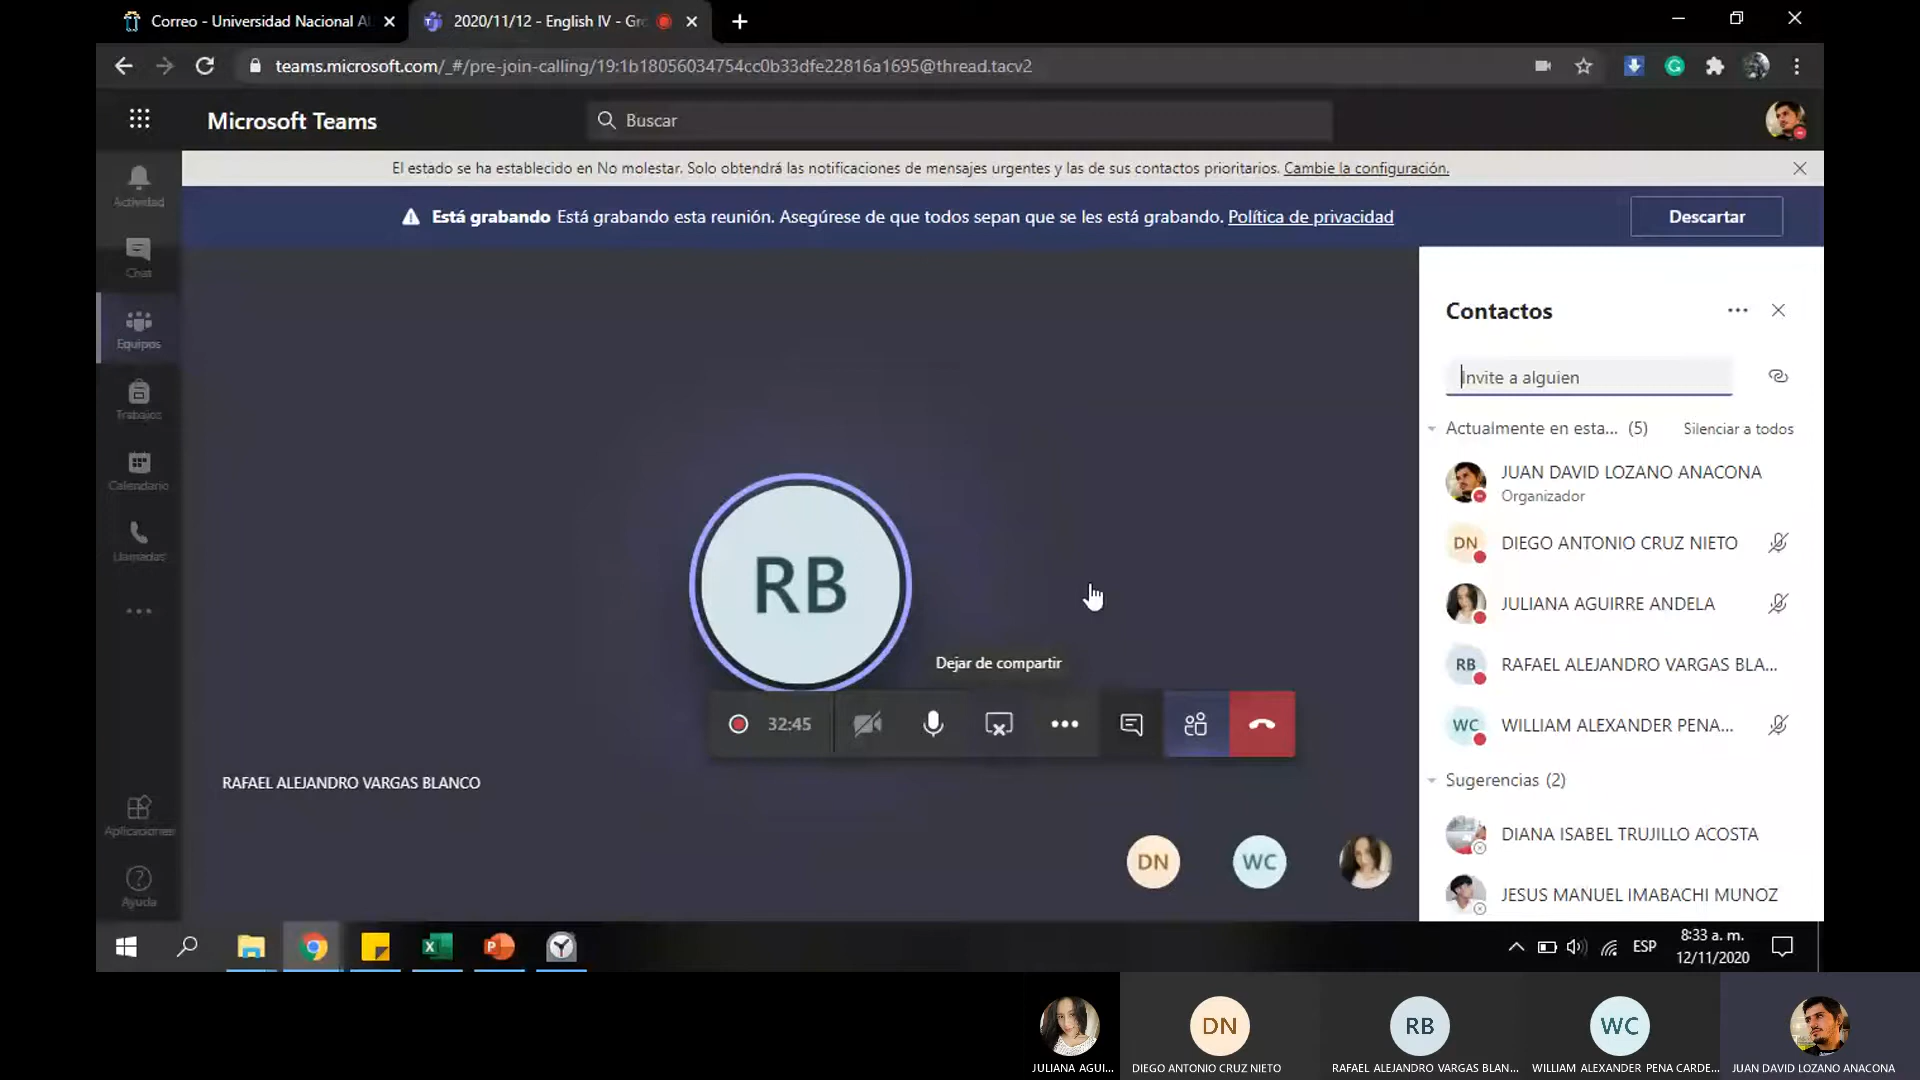 Correo - Universidad Nacional A
2020/11/12 - English IV - Gr
teams.microsoft.com/_#/pre-join-calling/19:1b18056034754cc0b33dfe22816a1695@thread.tacv2
Microsoft Teams
Buscar
El estado se ha establecido en No molestar. Solo obtendrá las notificaciones de mensajes urgentes y las de sus contactos prioritarios. Cambie la configuración.
Está grabando Está grabando esta reunión. Asegúrese de que todos sepan que se les está grabando. Política de privacidad
Descartar
Actividad
Chat
Equipos
Trabajos
Calendario
Llamadas
Aplicaciones
Ayuda
RB
Dejar de compartir
32:45
RAFAEL ALEJANDRO VARGAS BLANCO
DN
WC
Contactos
Invite a alguien
Actualmente en esta... (5)
Silenciar a todos
JUAN DAVID LOZANO ANACONA
Organizador
DN
DIEGO ANTONIO CRUZ NIETO
JULIANA AGUIRRE ANDELA
RB
RAFAEL ALEJANDRO VARGAS BLA...
WC
WILLIAM ALEXANDER PENA...
Sugerencias (2)
DIANA ISABEL TRUJILLO ACOSTA
JESUS MANUEL IMABACHI MUNOZ
ESP
8:33 a. m.
12/11/2020
DN
RB
WC
JULIANA AGUI...
DIEGO ANTONIO CRUZ NIETO
RAFAEL ALEJANDRO VARGAS BLAN...
WILLIAM ALEXANDER PENA CARDE...
JUAN DAVID LOZANO ANACONA